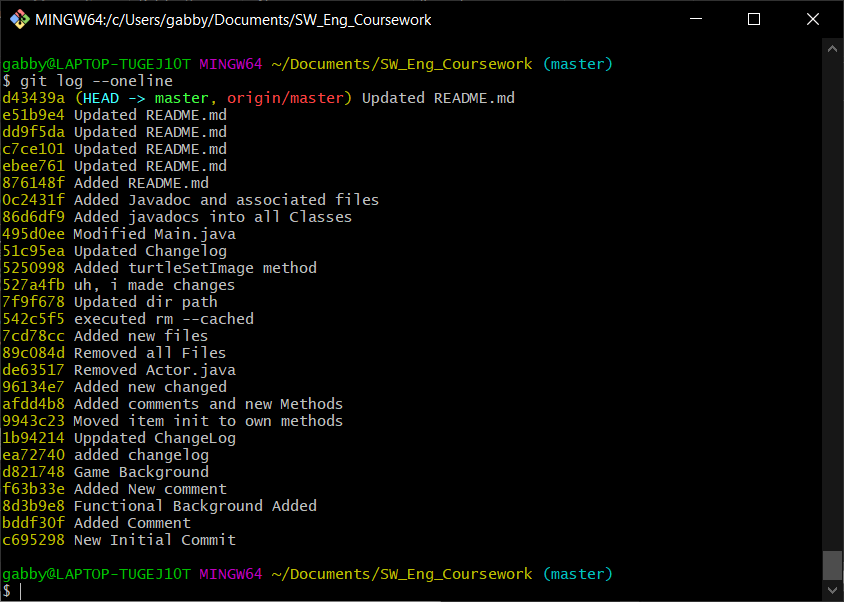 MINGW64:/c/Users/gabby/Documents/SW_Eng_Coursework
gabby@LAPTOP-TUGEJ1OT MINGW64 ~/Documents/SW_Eng_Coursework (master)
$ git log --oneline
d43439a (HEAD -> master, origin/master) Updated README.md
e51b9e4 Updated README.md
dd9f5da Updated README.md
c7ce101 Updated README.md
ebee761 Updated README.md
876148f Added README.md
0c2431f Added Javadoc and associated files
86d6df9 Added javadocs into all Classes
495d0ee Modified Main.java
51c95ea Updated Changelog
5250998 Added turtleSetImage method
527a4fb uh, i made changes
7f9f678 Updated dir path
542c5f5 executed rm --cached
7cd78cc Added new files
89c084d Removed all Files
de63517 Removed Actor.java
96134e7 Added new changed
afdd4b8 Added comments and new Methods
9943c23 Moved item init to own methods
1b94214 Uppdated ChangeLog
ea72740 added changelog
d821748 Game Background
f63b33e Added New comment
8d3b9e8 Functional Background Added
bddf30f Added Comment
c695298 New Initial Commit
gabby@LAPTOP-TUGEJ1OT MINGW64 ~/Documents/SW_Eng_Coursework (master)
$